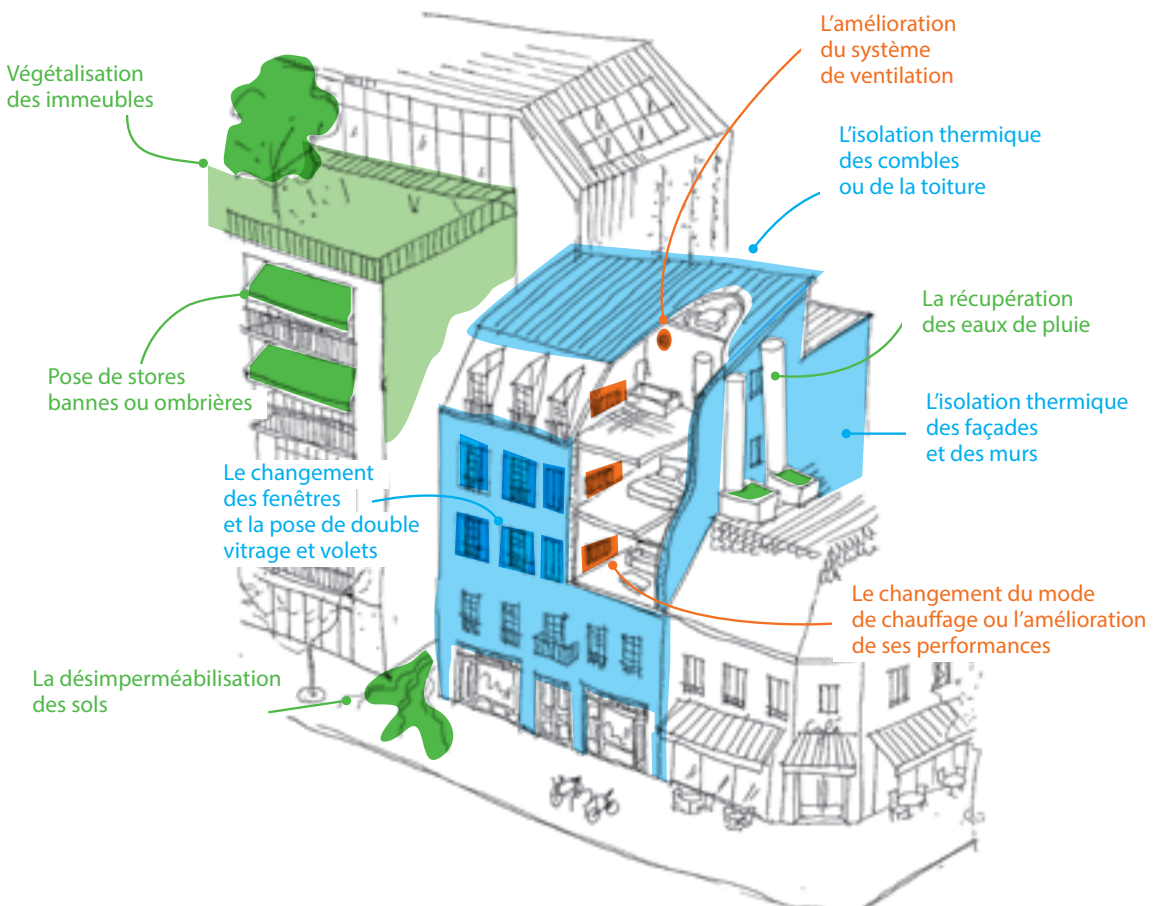 L'amélioration
du système
de ventilation
Végétalisation
des immeubles
L'isolation thermique
des combles
ou de la toiture
La récupération
des eaux de pluie
Pose de stores
bannes ou ombrières
L'isolation thermique
des façades
et des murs
Le changement
des fenêtres
et la pose de double
vitrage et volets
Le changement du mode
de chauffage ou l'amélioration
de ses performances
La désimperméabilisation
des sols